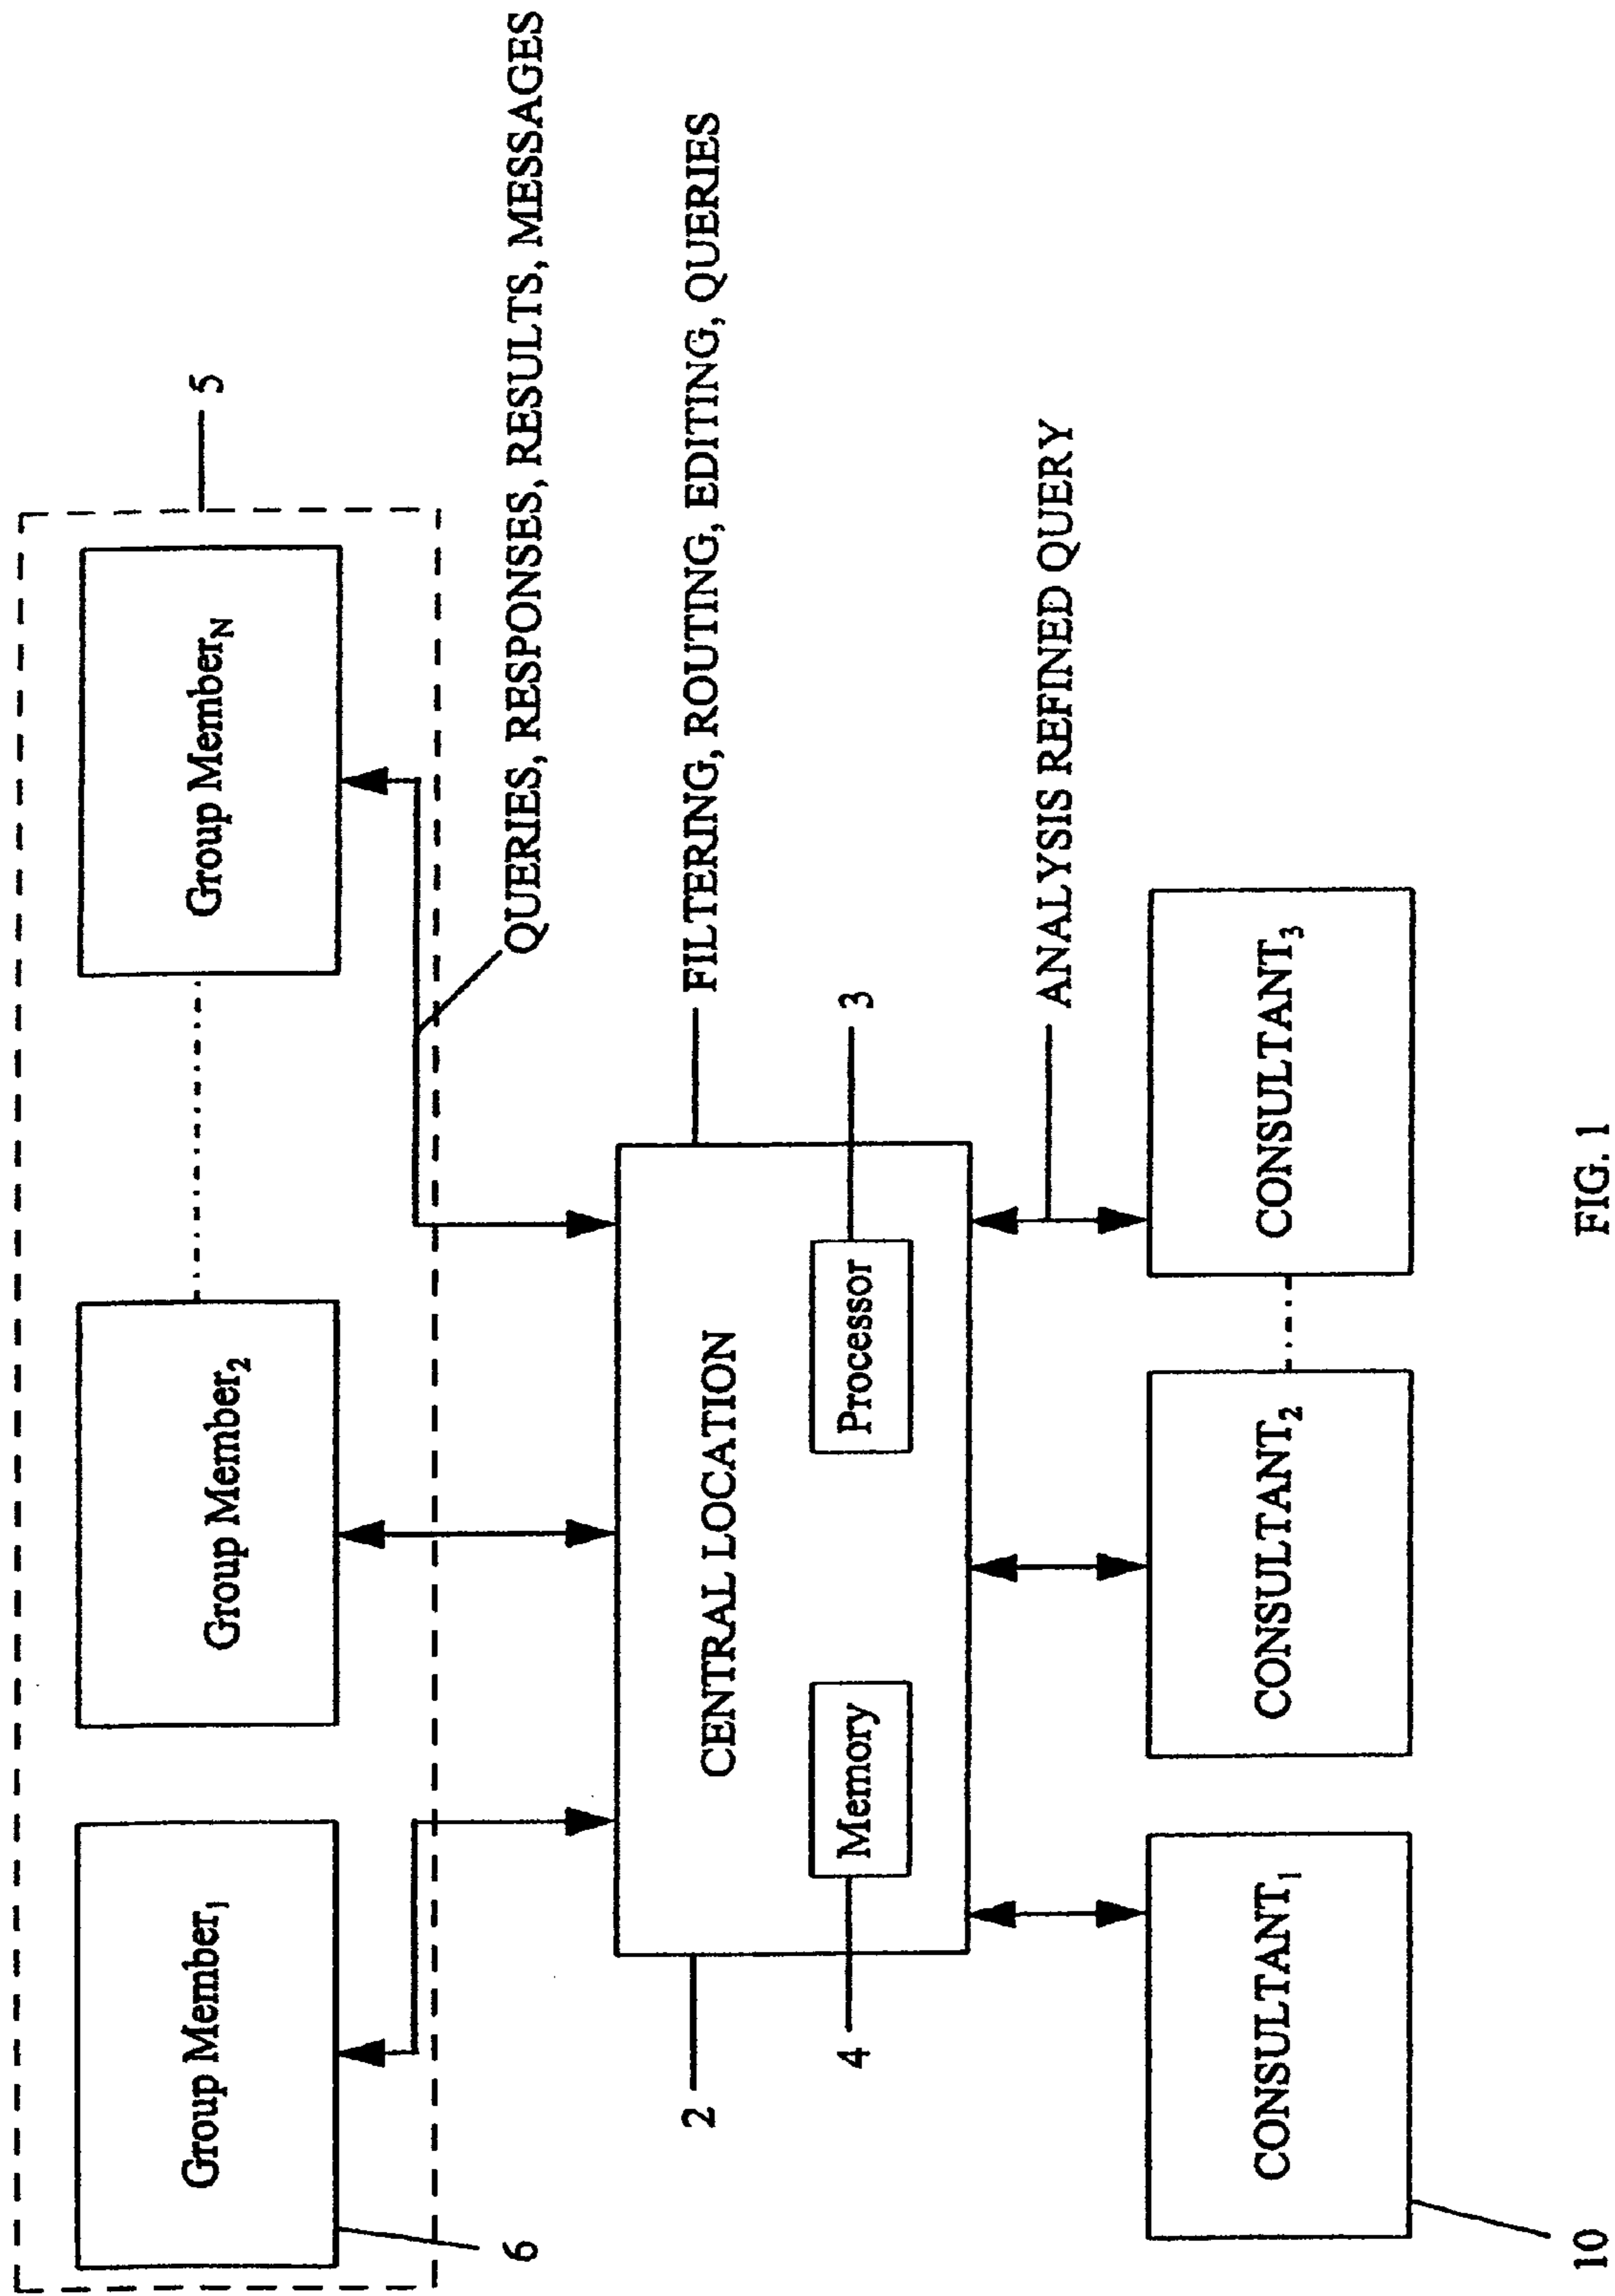 5
Group Member1
Group Member2
Group MemberN
6
QUERIES, RESPONSES, RESULTS, MESSAGES
2
FILTERING, ROUTING, EDITING, QUERIES
CENTRAL LOCATION
4
Memory
Processor
3
ANALYSIS REFINED QUERY
CONSULTANT1
CONSULTANT2
CONSULTANT3
10
FIG. 1